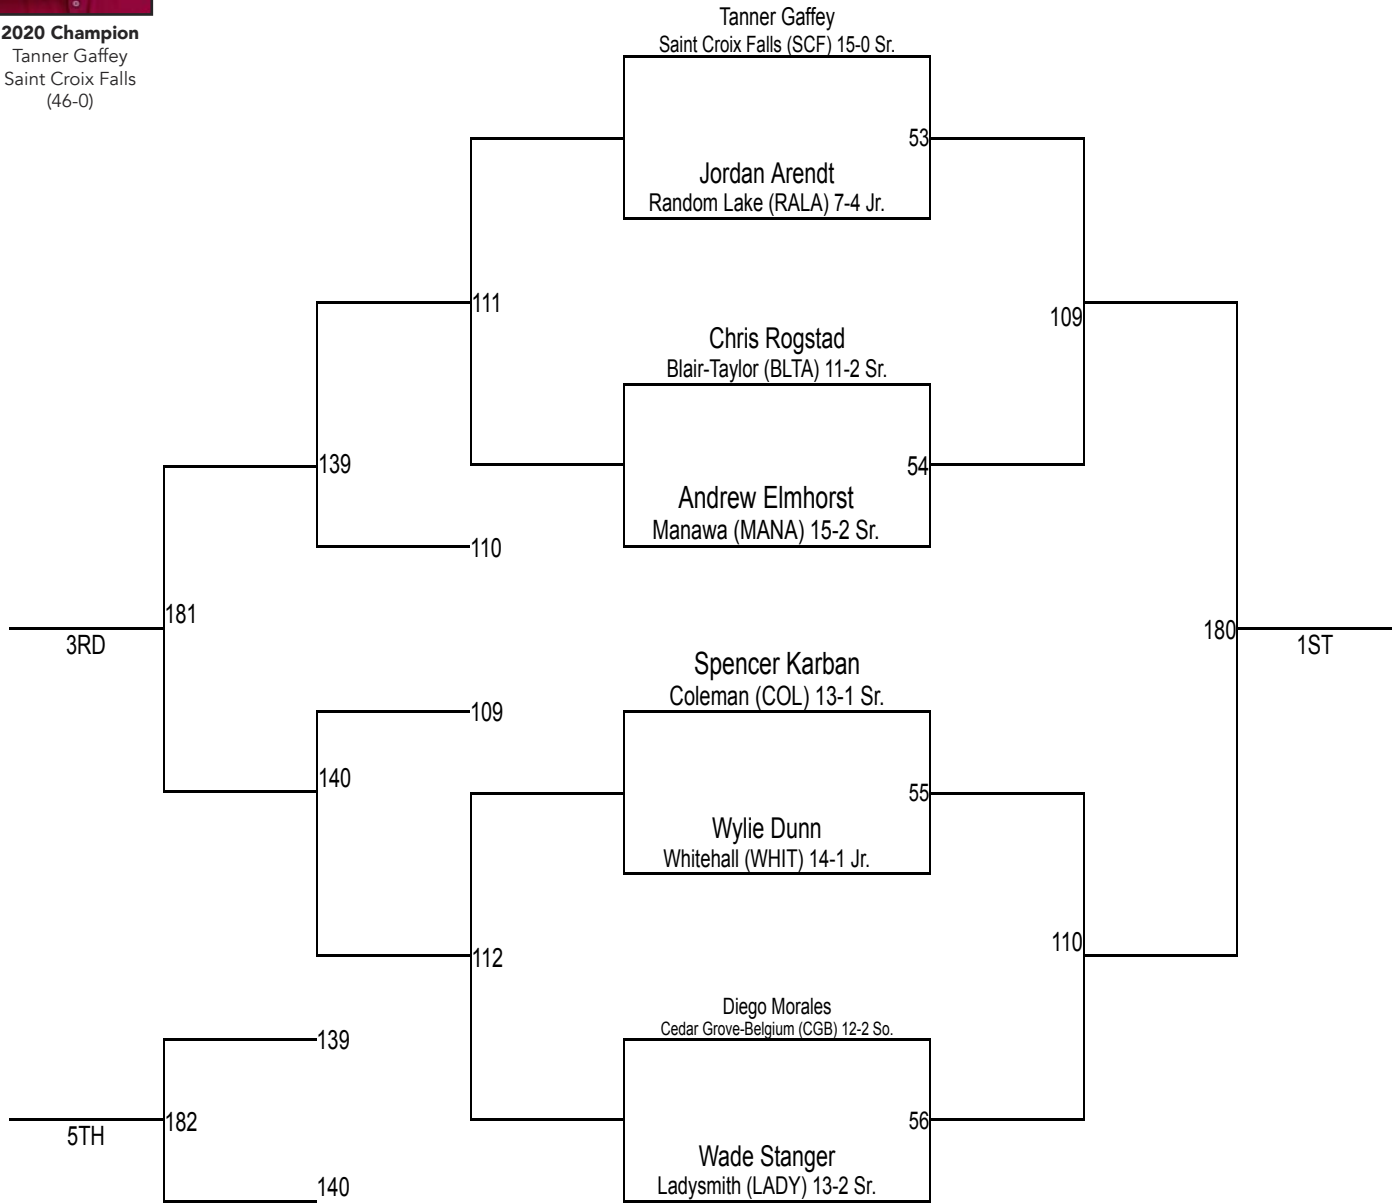 2020 Champion
Tanner Gaffey
Saint Croix Falls
(46-0)
Tanner Gaffey
Saint Croix Falls (SCF) 15-0 Sr.
53
Jordan Arendt
Random Lake (RALA) 7-4 Jr.
111
109
Chris Rogstad
Blair-Taylor (BLTA) 11-2 Sr.
139
54
Andrew Elmhorst
Manawa (MANA) 15-2 Sr.
110
181
3RD
180
1ST
Spencer Karban
Coleman (COL) 13-1 Sr.
109
140
55
Wylie Dunn
Whitehall (WHIT) 14-1 Jr.
112
110
Diego Morales
Cedar Grove-Belgium (CGB) 12-2 So.
139
182
56
5TH
Wade Stanger
Ladysmith (LADY) 13-2 Sr.
140